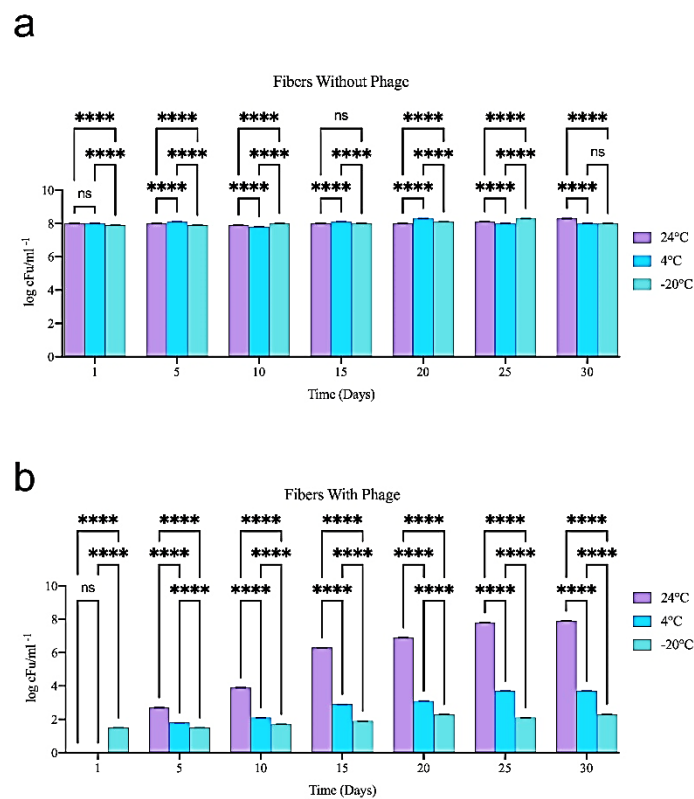 a
Fibers Without Phage
**** **** **** ns **** **** ****
**** **** **** **** **** **** ns
ns **** **** **** **** **** ****
10
8
6
4
2
0
log cFu/ml -1
1 5 10 15 20 25 30
Time (Days)
24°C
4°C
-20°C
b
Fibers With Phage
**** **** **** **** **** **** ****
**** **** **** **** **** **** ****
ns **** **** **** **** **** ****
10
8
6
4
2
0
log cFu/ml -1
1 5 10 15 20 25 30
Time (Days)
24°C
4°C
-20°C